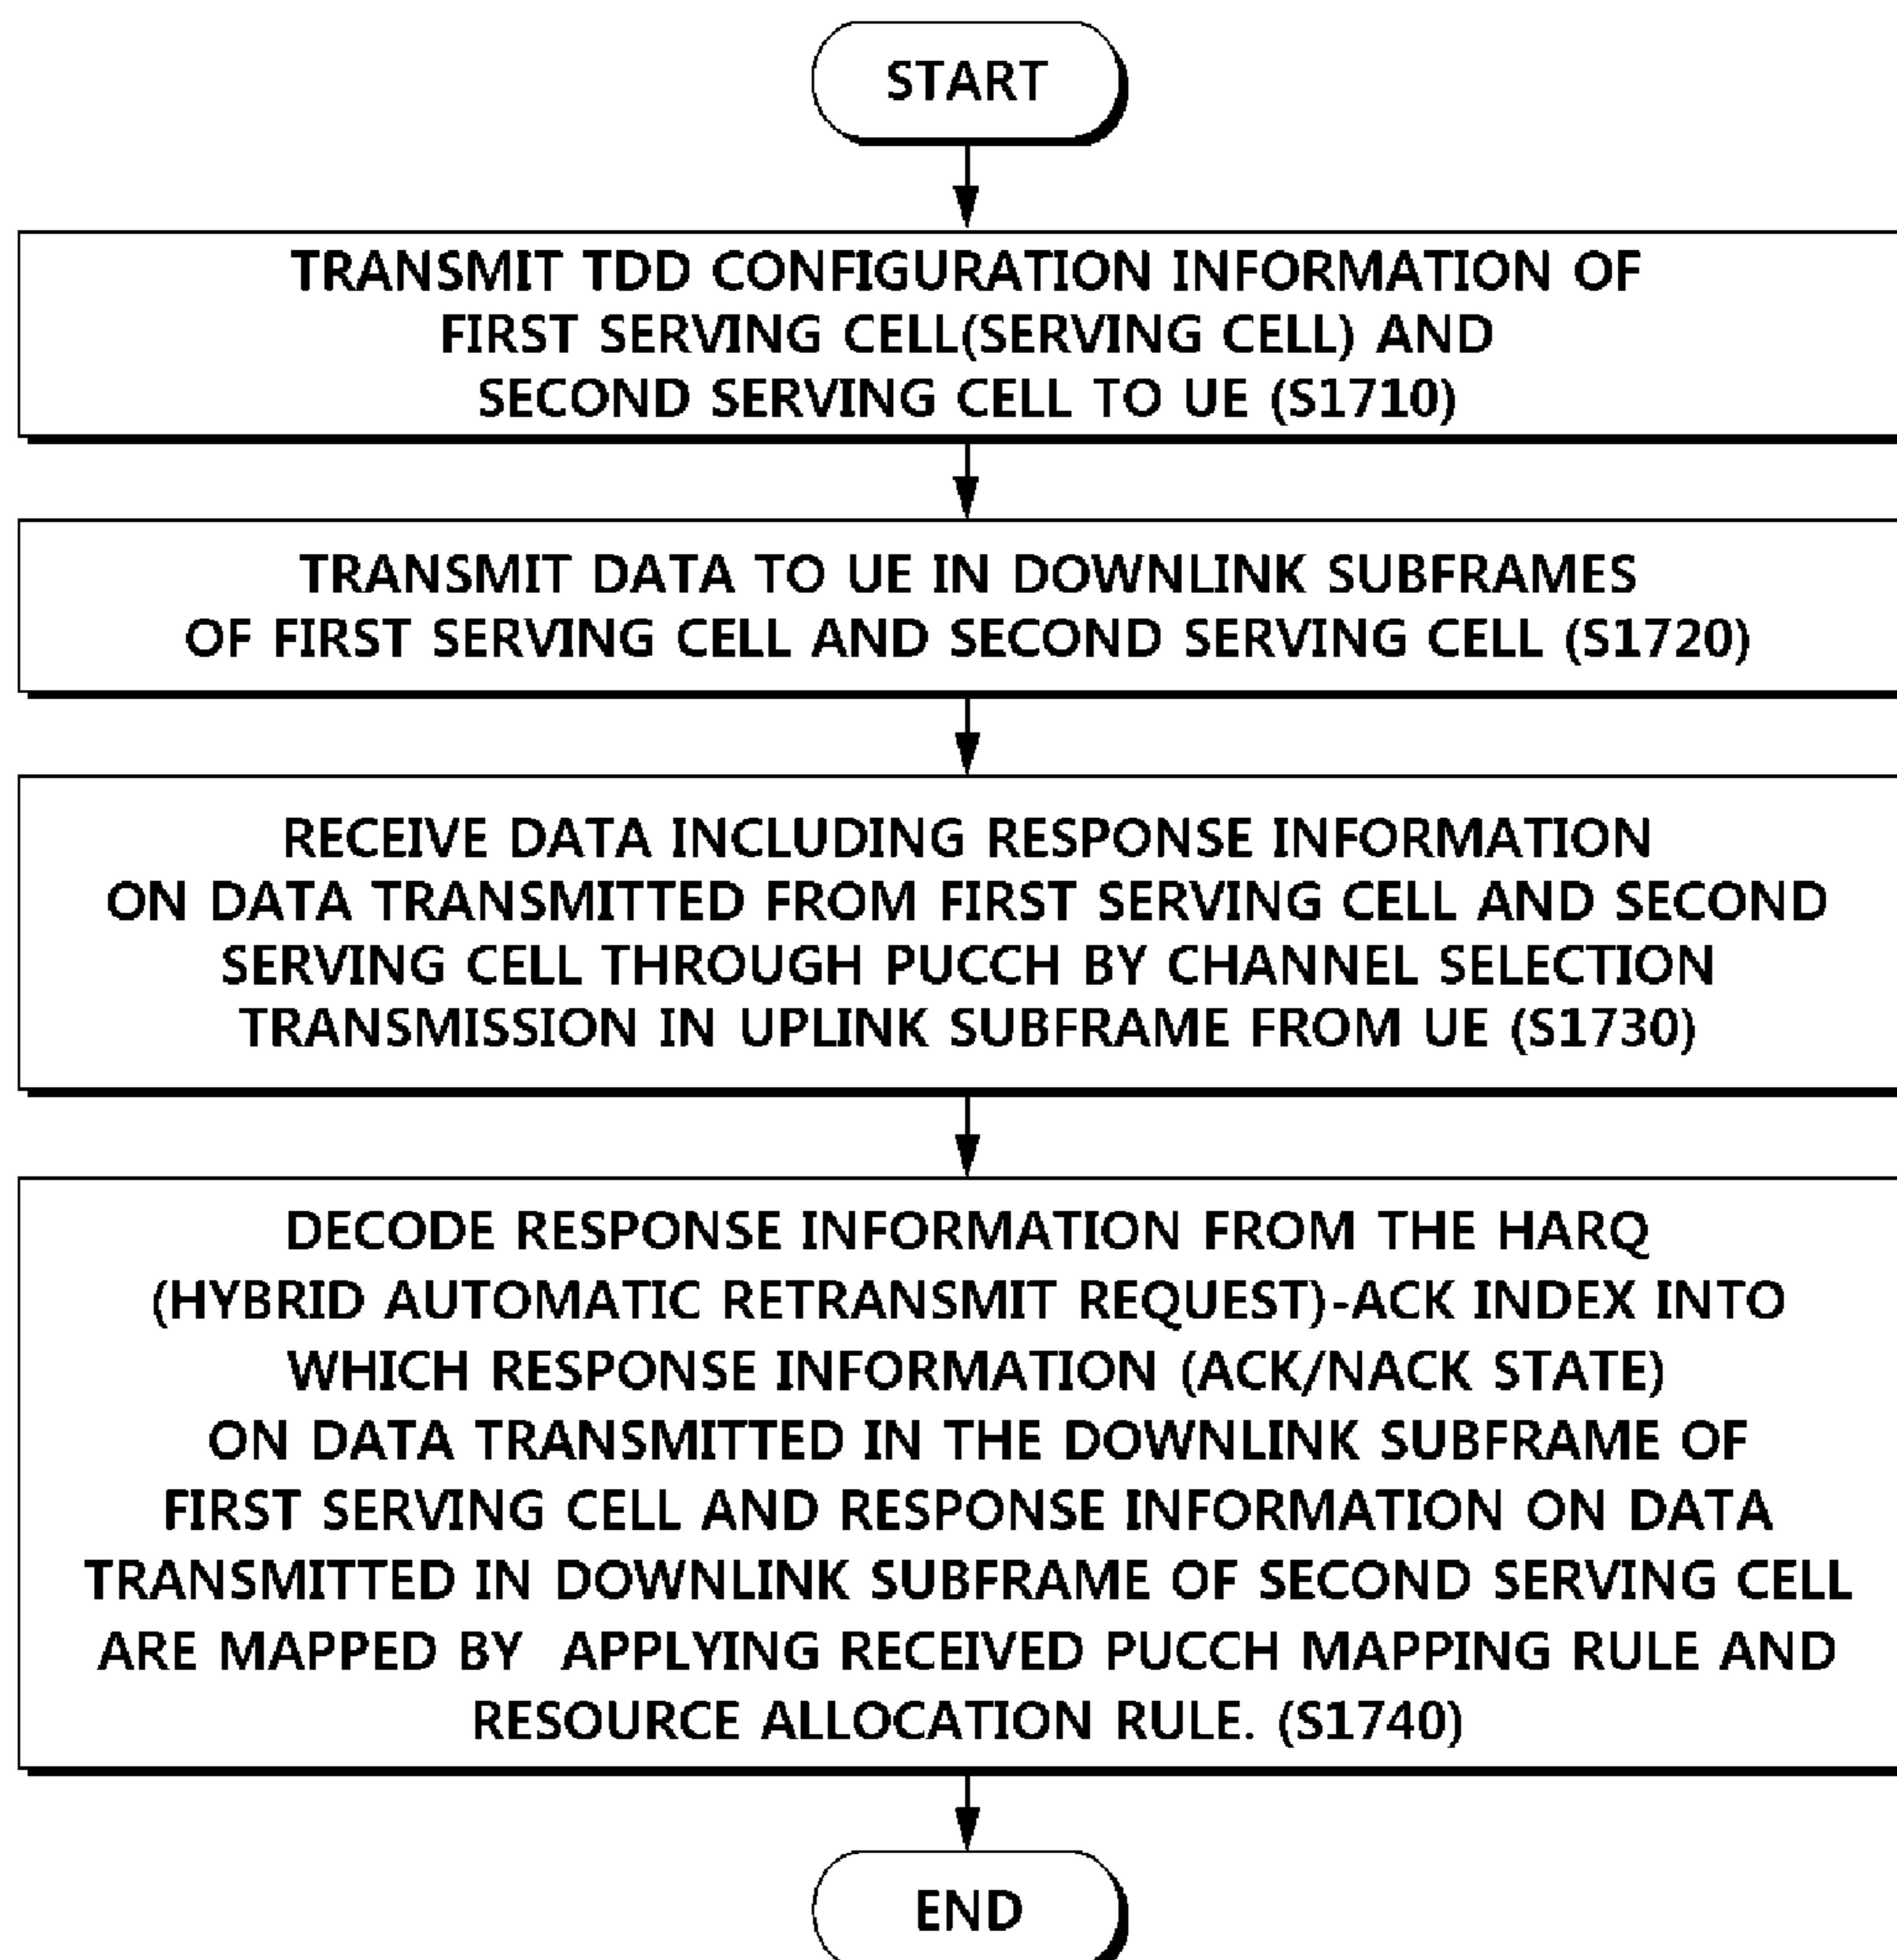 START
TRANSMIT TDD CONFIGURATION INFORMATION OF
FIRST SERVING CELL(SERVING CELL) AND
SECOND SERVING CELL TO UE (S1710)
TRANSMIT DATA TO UE IN DOWNLINK SUBFRAMES
OF FIRST SERVING CELL AND SECOND SERVING CELL (S1720)
RECEIVE DATA INCLUDING RESPONSE INFORMATION
ON DATA TRANSMITTED FROM FIRST SERVING CELL AND SECOND
SERVING CELL THROUGH PUCCH BY CHANNEL SELECTION
TRANSMISSION IN UPLINK SUBFRAME FROM UE (S1730)
DECODE RESPONSE INFORMATION FROM THE HARQ
(HYBRID AUTOMATIC RETRANSMIT REQUEST)-ACK INDEX INTO
WHICH RESPONSE INFORMATION (ACK/NACK STATE)
ON DATA TRANSMITTED IN THE DOWNLINK SUBFRAME OF
FIRST SERVING CELL AND RESPONSE INFORMATION ON DATA
TRANSMITTED IN DOWNLINK SUBFRAME OF SECOND SERVING CELL
ARE MAPPED BY APPLYING RECEIVED PUCCH MAPPING RULE AND
RESOURCE ALLOCATION RULE. (S1740)
END